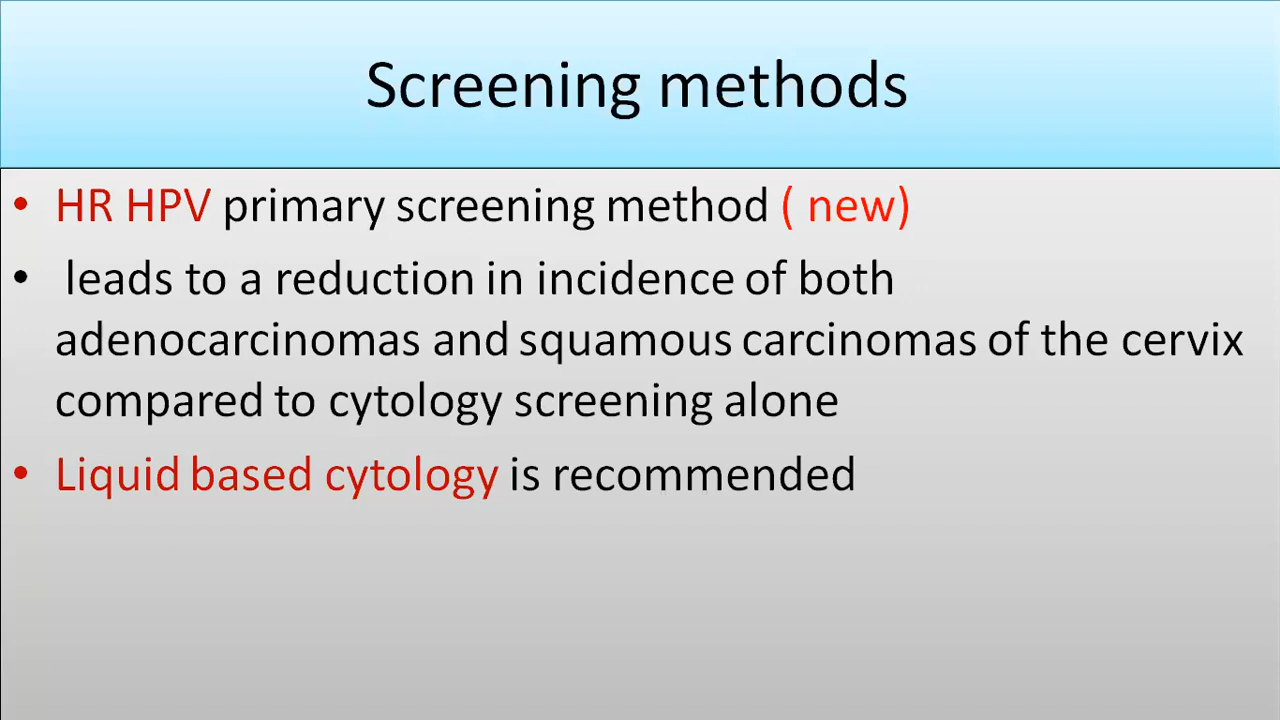 Screening methods
• HR HPV primary screening method ( new)
• leads to a reduction in incidence of both
adenocarcinomas and squamous carcinomas of the cervix
compared to cytology screening alone
• Liquid based cytology is recommended